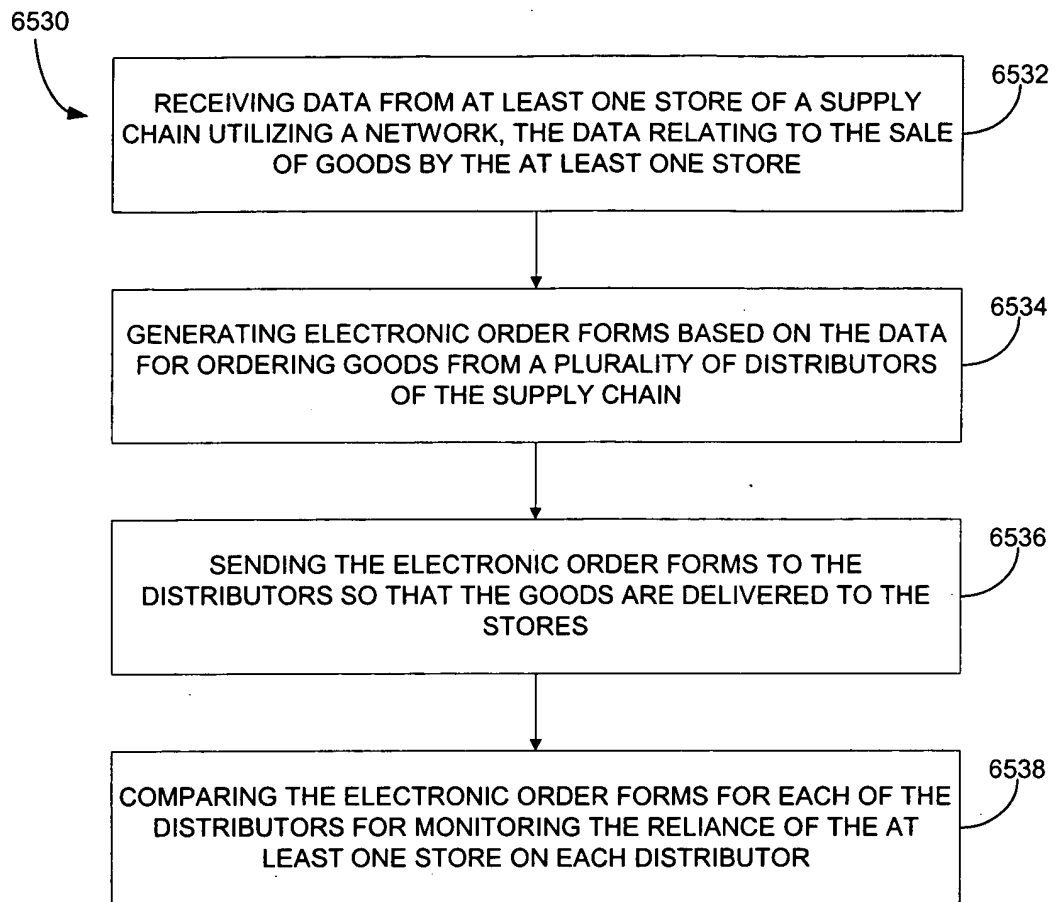 6530
6532
RECEIVING DATA FROM AT LEAST ONE STORE OF A SUPPLY
CHAIN UTILIZING A NETWORK, THE DATA RELATING TO THE SALE
OF GOODS BY THE AT LEAST ONE STORE
6534
GENERATING ELECTRONIC ORDER FORMS BASED ON THE DATA
FOR ORDERING GOODS FROM A PLURALITY OF DISTRIBUTORS
OF THE SUPPLY CHAIN
6536
SENDING THE ELECTRONIC ORDER FORMS TO THE
DISTRIBUTORS SO THAT THE GOODS ARE DELIVERED TO THE
STORES
6538
COMPARING THE ELECTRONIC ORDER FORMS FOR EACH OF THE
DISTRIBUTORS FOR MONITORING THE RELIANCE OF THE AT
LEAST ONE STORE ON EACH DISTRIBUTOR